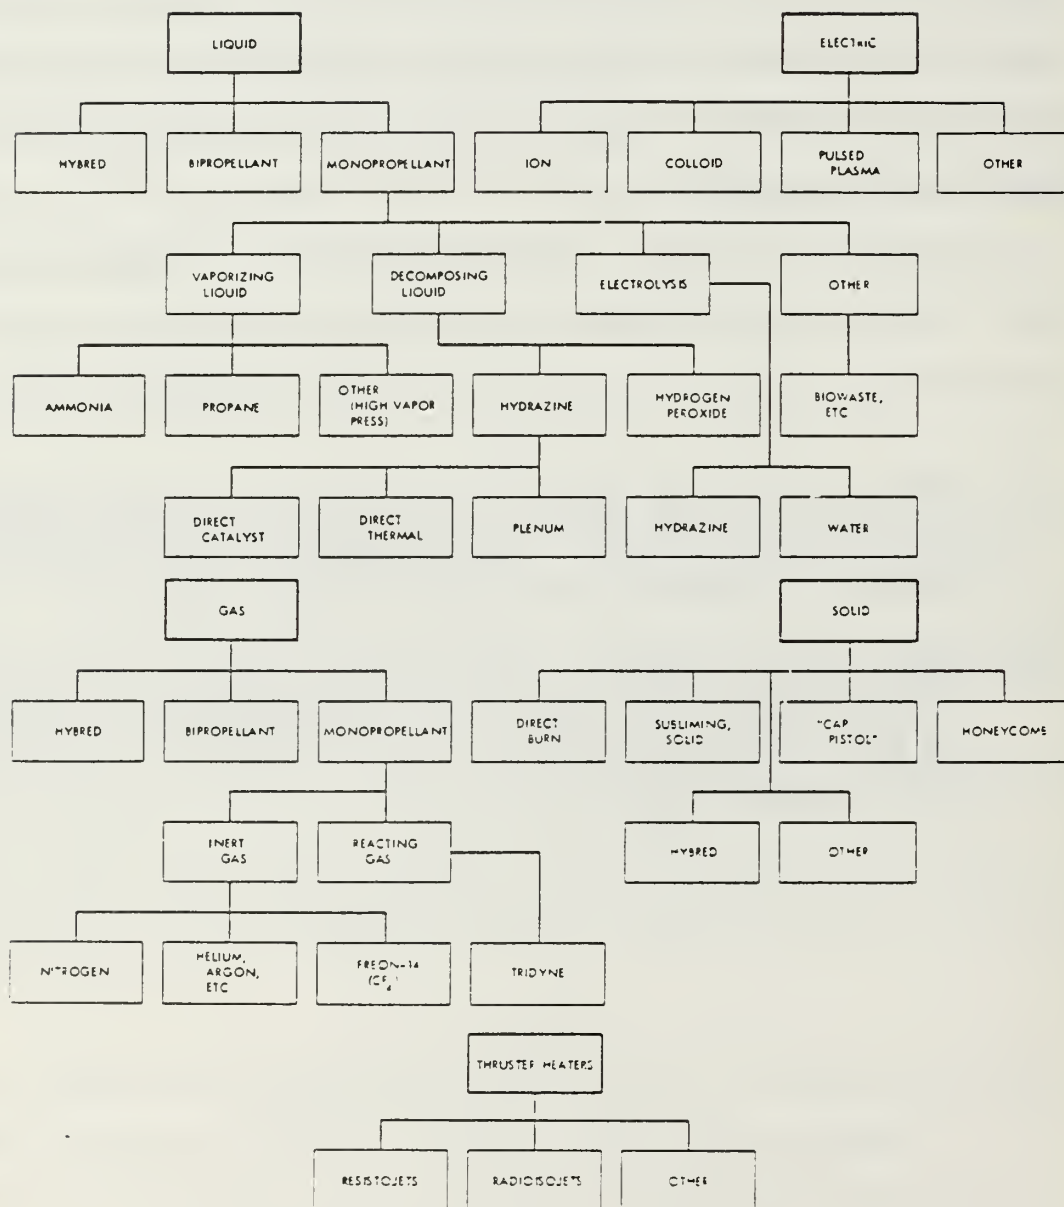 LIQUID
ELECTRIC
HYBRED
BIPROPELLANT
MONOPROPELLANT
ION
COLLOID
PULSED
PLASMA
OTHER
VAPORIZING
LIQUID
DECOMPOSING
LIQUID
ELECTROLYSIS
OTHER
AMMONIA
PROPANE
OTHER
(HIGH VAPOR
PRESS)
HYDRAZINE
HYDROGEN
PEROXIDE
BIOWASTE,
ETC
DIRECT
CATALYST
DIRECT
THERMAL
PLENUM
HYDRAZINE
WATER
GAS
SOLID
HYBRED
BIPROPELLANT
MONOPROPELLANT
DIRECT
BURN
SUBLIMING,
SOLID
"CAP
PISTOL"
HONEYCOMB
INERT
GAS
REACTING
GAS
HYBRED
OTHER
NITROGEN
HELIUM,
ARGON,
ETC
FREON-14
(CF4)
TRIDYNE
THRUSTER HEATERS
RESISTOJETS
RADIOISOJETS
OTHER